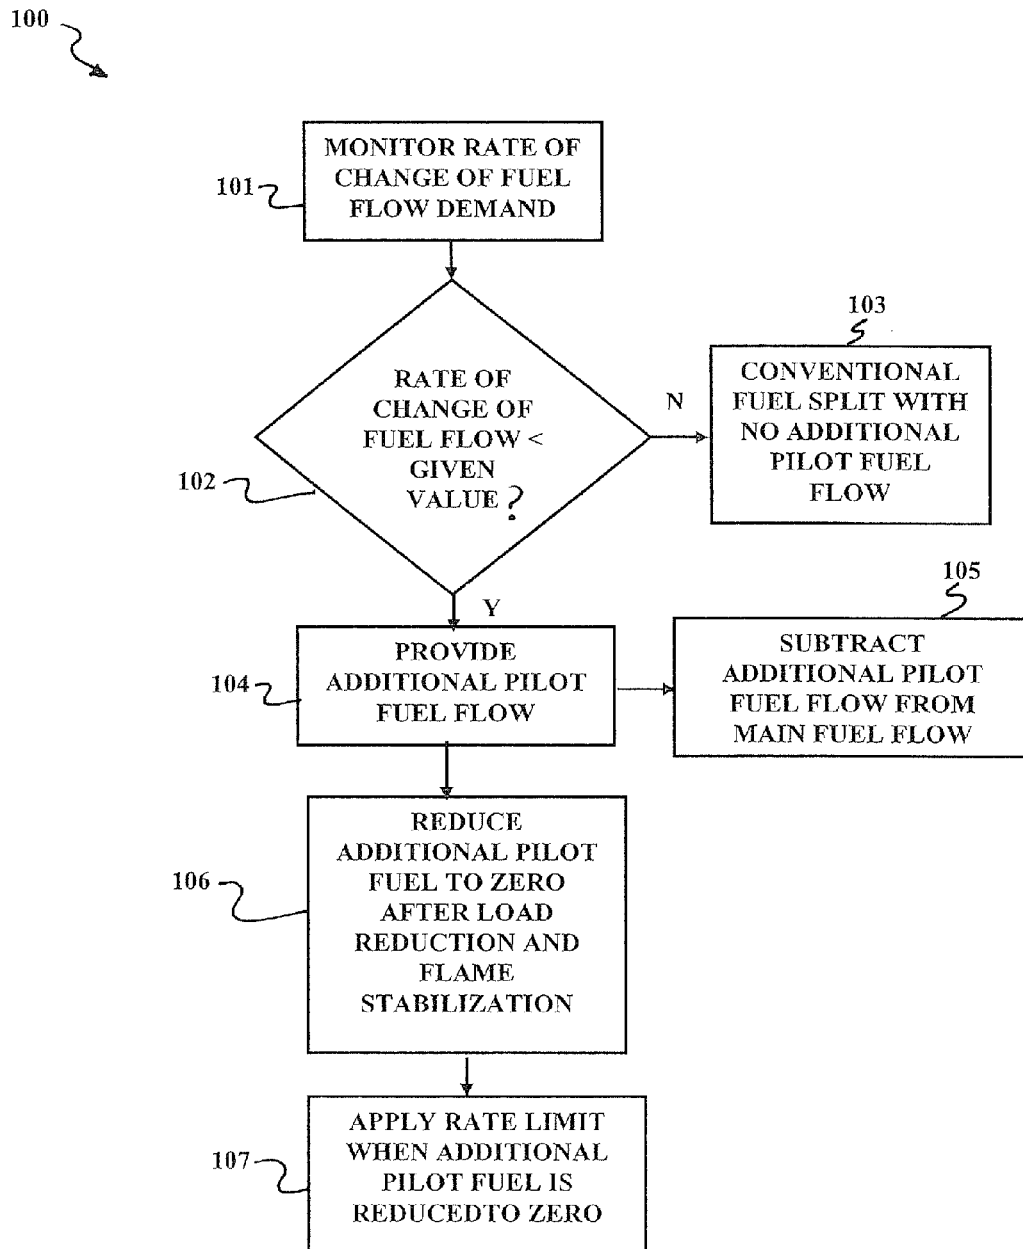 100
MONITOR RATE OF
CHANGE OF FUEL
FLOW DEMAND
101
RATE OF
CHANGE OF
FUEL FLOW <
GIVEN
VALUE?
102
N
103
CONVENTIONAL
FUEL SPLIT WITH
NO ADDITIONAL
PILOT FUEL
FLOW
Y
104
PROVIDE
ADDITIONAL PILOT
FUEL FLOW
105
SUBTRACT
ADDITIONAL PILOT
FUEL FLOW FROM
MAIN FUEL FLOW
106
REDUCE
ADDITIONAL PILOT
FUEL TO ZERO
AFTER LOAD
REDUCTION AND
FLAME
STABILIZATION
107
APPLY RATE LIMIT
WHEN ADDITIONAL
PILOT FUEL IS
REDUCEDTO ZERO